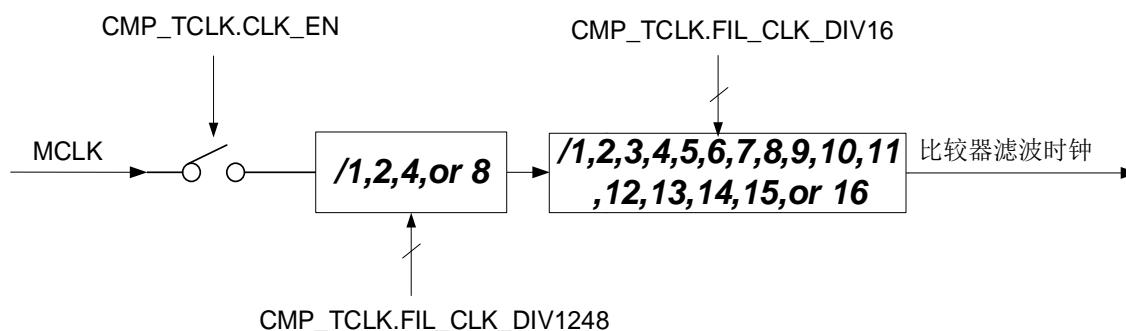 CMP_TCLK.CLK_EN
CMP_TCLK.FIL_CLK_DIV16
MCLK
/1,2,4,or 8
/1,2,3,4,5,6,7,8,9,10,11
,12,13,14,15,or 16
比较器滤波时钟
CMP_TCLK.FIL_CLK_DIV1248